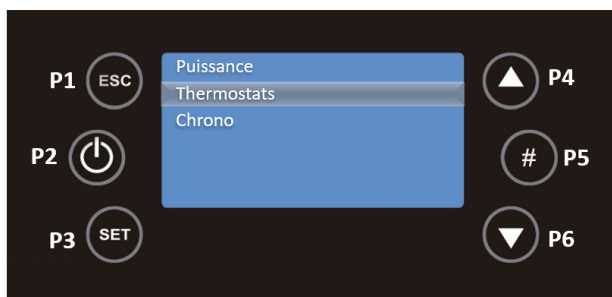 P1 ESC
Puissance
P4
Thermostats
Chrono
P2
# P5
P3 SET
P6